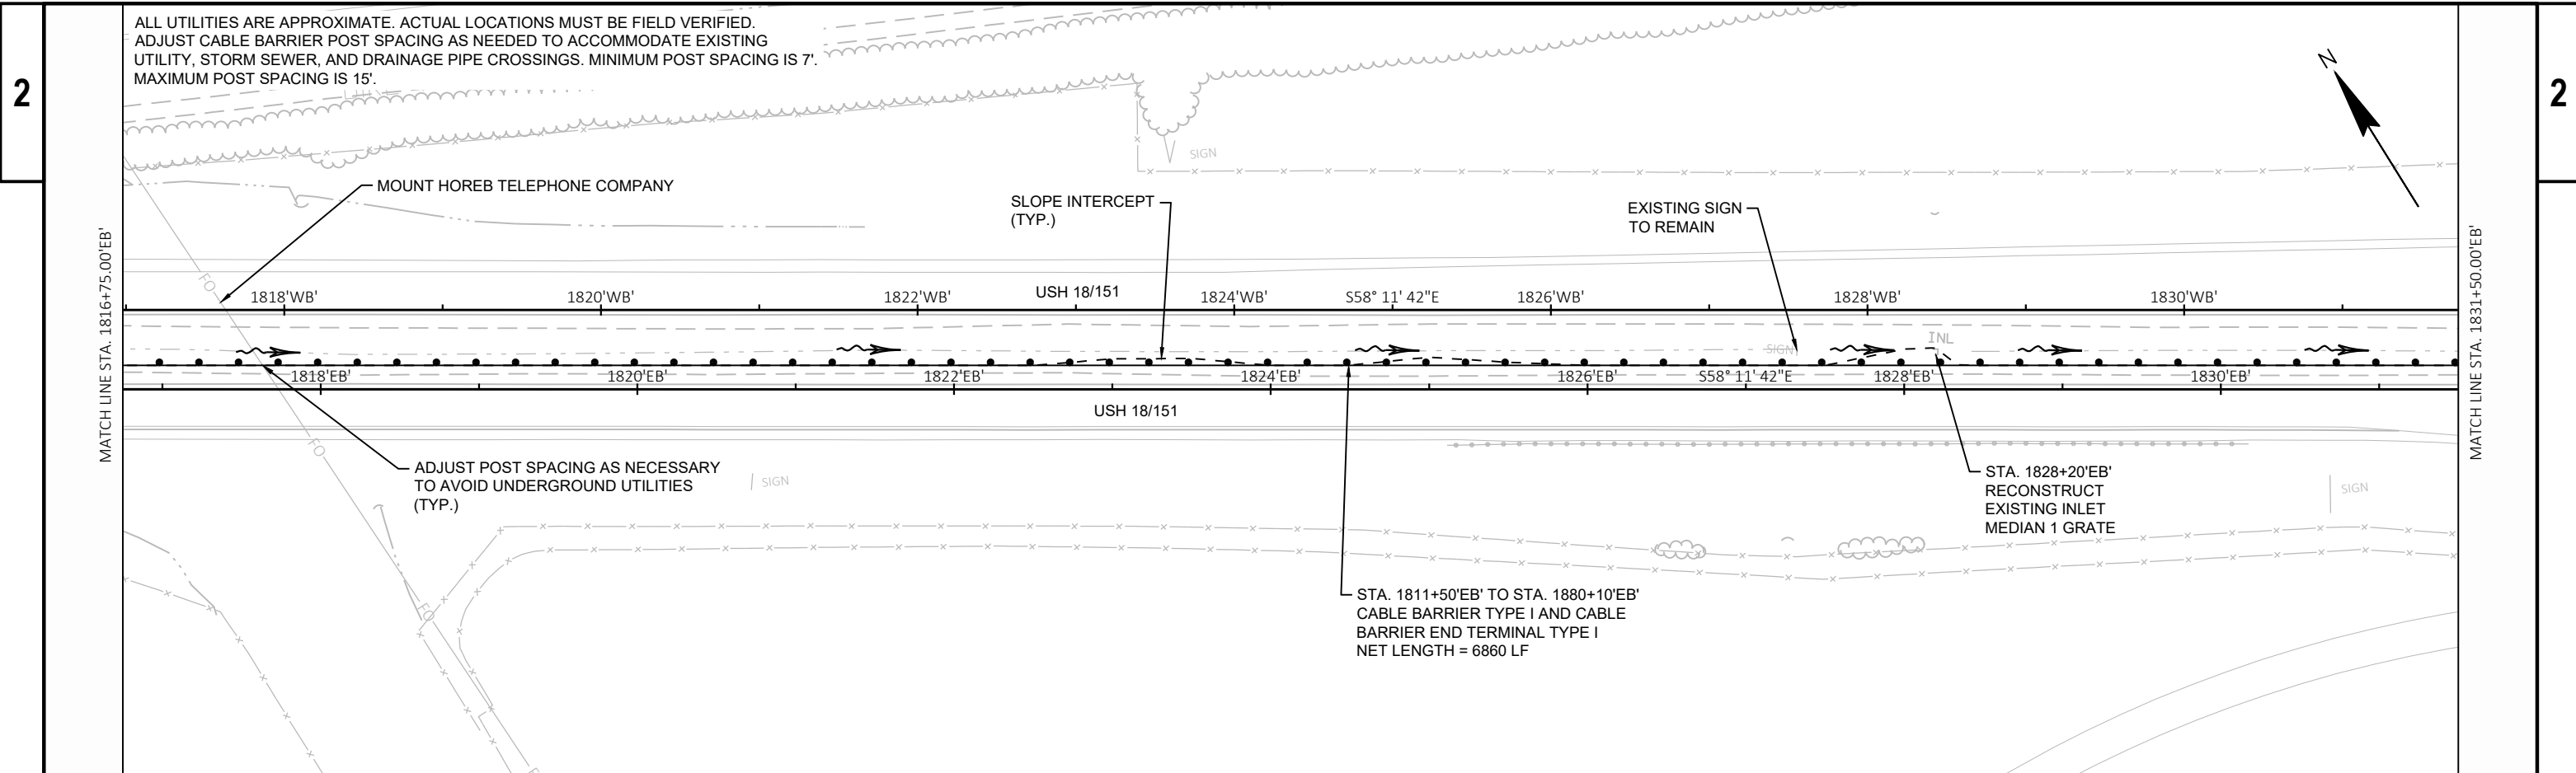 ALL UTILITIES ARE APPROXIMATE. ACTUAL LOCATIONS MUST BE FIELD VERIFIED.
ADJUST CABLE BARRIER POST SPACING AS NEEDED TO ACCOMMODATE EXISTING
UTILITY, STORM SEWER, AND DRAINAGE PIPE CROSSINGS. MINIMUM POST SPACING IS 7'.
MAXIMUM POST SPACING IS 15'.
2
2
N
SIGN
MOUNT HOREB TELEPHONE COMPANY
SLOPE INTERCEPT
(TYP.)
EXISTING SIGN
TO REMAIN
MATCH LINE STA. 1816+75.00'EB'
MATCH LINE STA. 1831+50.00'EB'
FO
1818'WB'
1820'WB'
1822'WB'
USH 18/151
1824'WB'
S58° 11' 42"E
1826'WB'
1828'WB'
1830'WB'
INL
SIGN
1818'EB'
1820'EB'
1822'EB'
1824'EB'
1826'EB'
S58° 11'42"E
1828'EB'
1830'EB'
USH 18/151
FO
ADJUST POST SPACING AS NECESSARY
TO AVOID UNDERGROUND UTILITIES
(TYP.)
SIGN
STA. 1828+20'EB'
RECONSTRUCT
EXISTING INLET
MEDIAN 1 GRATE
SIGN
STA. 1811+50'EB' TO STA. 1880+10'EB'
CABLE BARRIER TYPE I AND CABLE
BARRIER END TERMINAL TYPE I
NET LENGTH = 6860 LF
FO